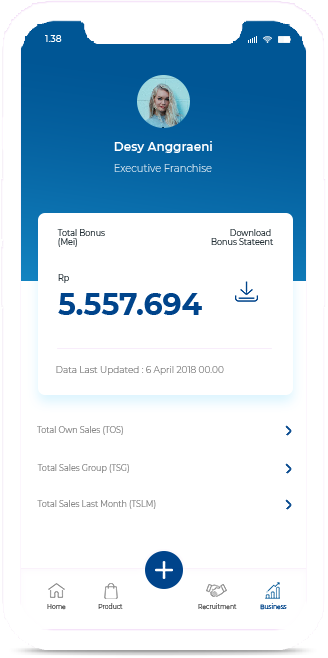 1.38
Desy Anggraeni
Executive Franchise
Total Bonus
(Mei)
Download
Bonus Stateent
Rp
5.557.694
Data Last Updated : 6 April 2018 00.00
Total Own Sales (TOS)
Total Sales Group (TSG)
Total Sales Last Month (TSLM)
Home
Product
Recruitment
Business